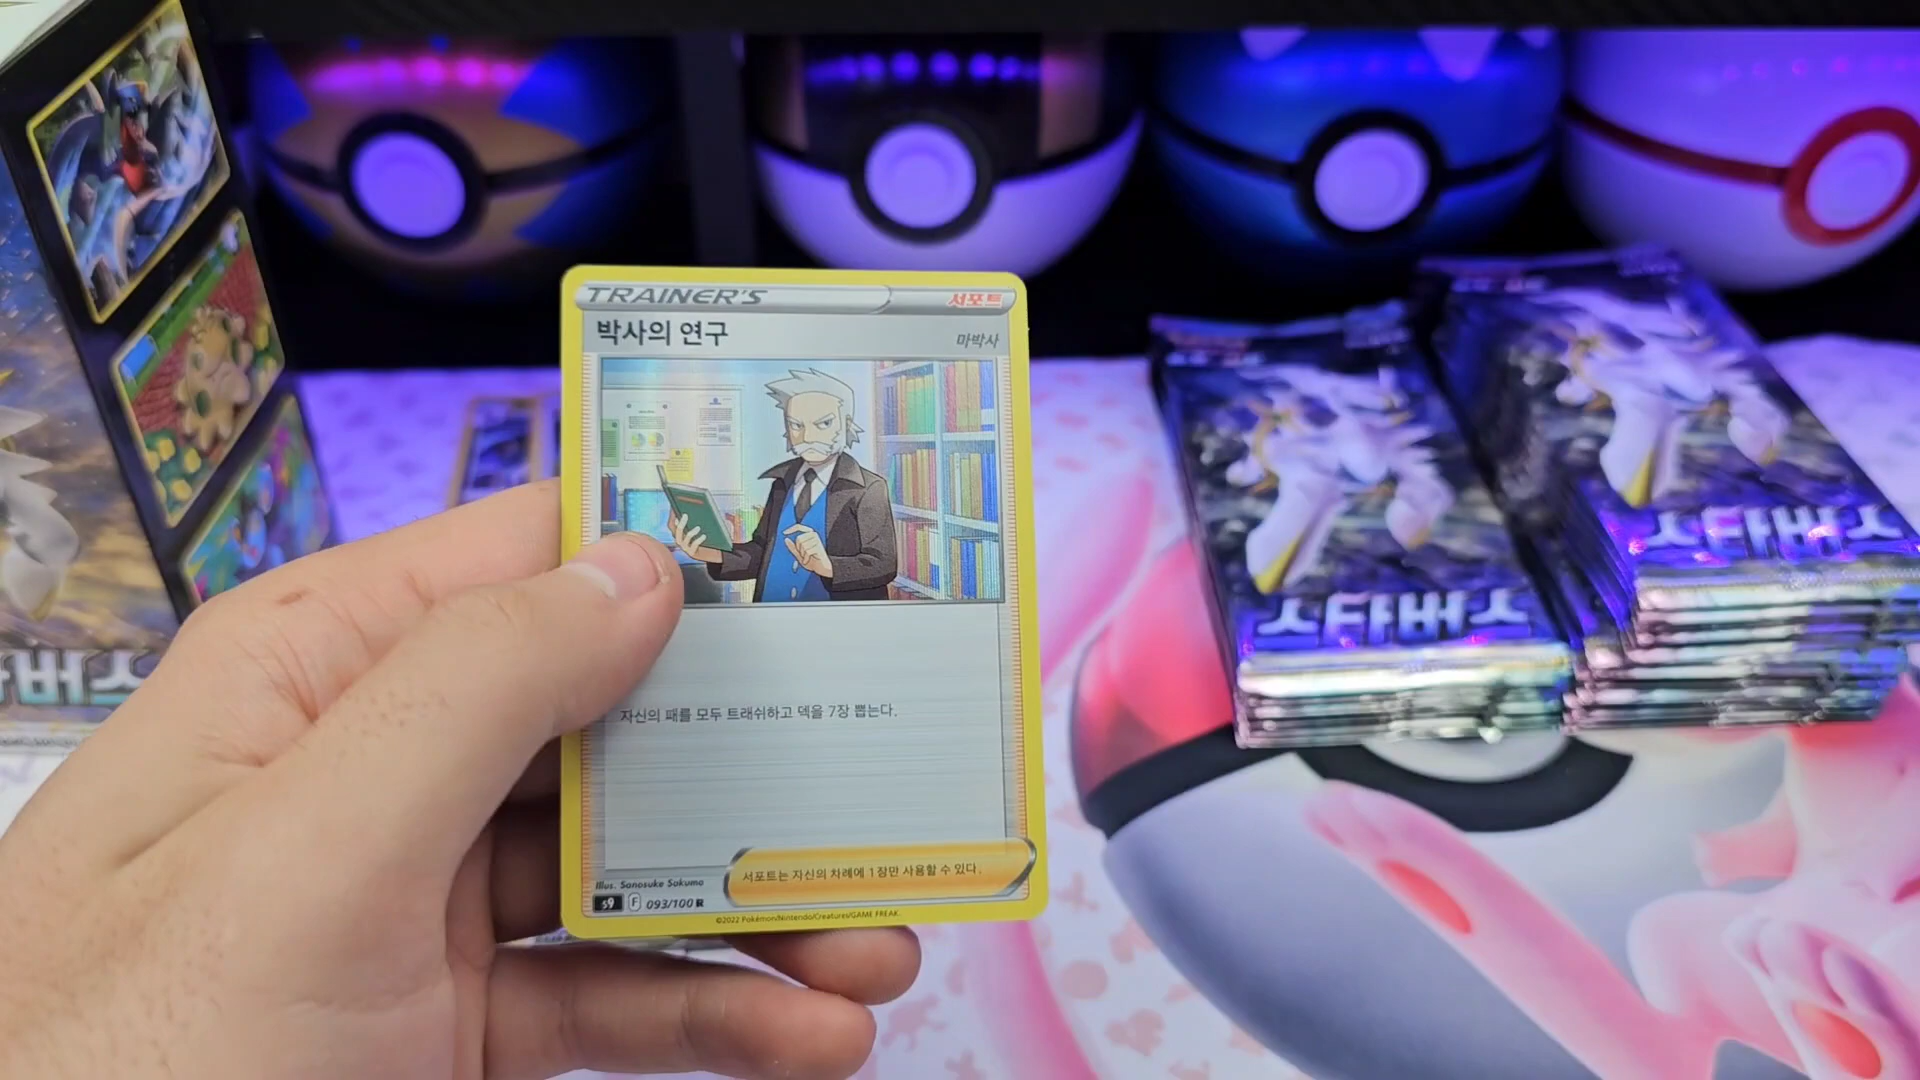 TRAINER'S
서포트
박사의 연구
마박사
자신의 패를 모두 트래쉬하고 덱을 7장 뽑는다.
Illus. Sanosuke Sakuma
서포트는 자신의 차례에 1장만 사용할 수 있다.
s9 F 093/100 R
©2022 Pokémon/Nintendo/Creatures/GAME FREAK.
스타버스
스타버스
타버스